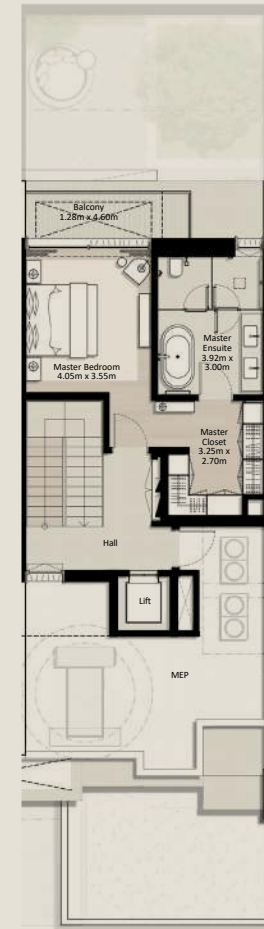 Balcony
1.28m x 4.60m
Master Bedroom
4.05m x 3.55m
Master
Ensuite
3.92m x
3.00m
Master
Closet
3.25m x
2.70m
Hall
Lift
MEP